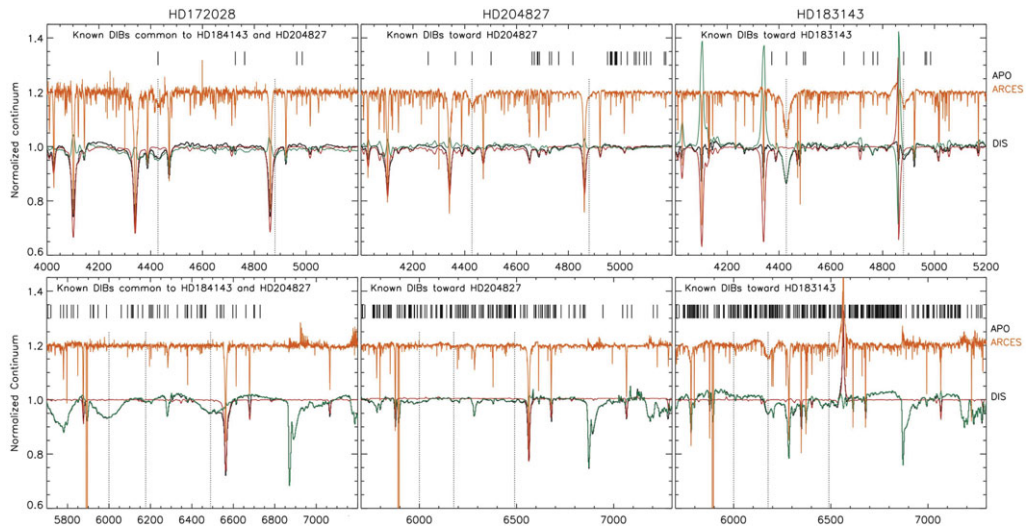 HD172028
HD204827
HD183143
Known DIBs common to HD184143 and HD204827
Known DIBs toward HD204827
Known DIBs toward HD183143
Normalized continuum
1.4
1.2
1.0
0.8
0.6
APO
ARCES
DIS
4000 4200 4400 4600 4800 5000
4200 4400 4600 4800 5000
4200 4400 4600 4800 5000 5200
Known DIBs common to HD184143 and HD204827
Known DIBs toward HD204827
Known DIBs toward HD183143
Normalized Continuum
1.4
1.2
1.0
0.8
0.6
APO
ARCES
DIS
5800 6000 6200 6400 6600 6800 7000
6000 6500 7000
6000 6500 7000